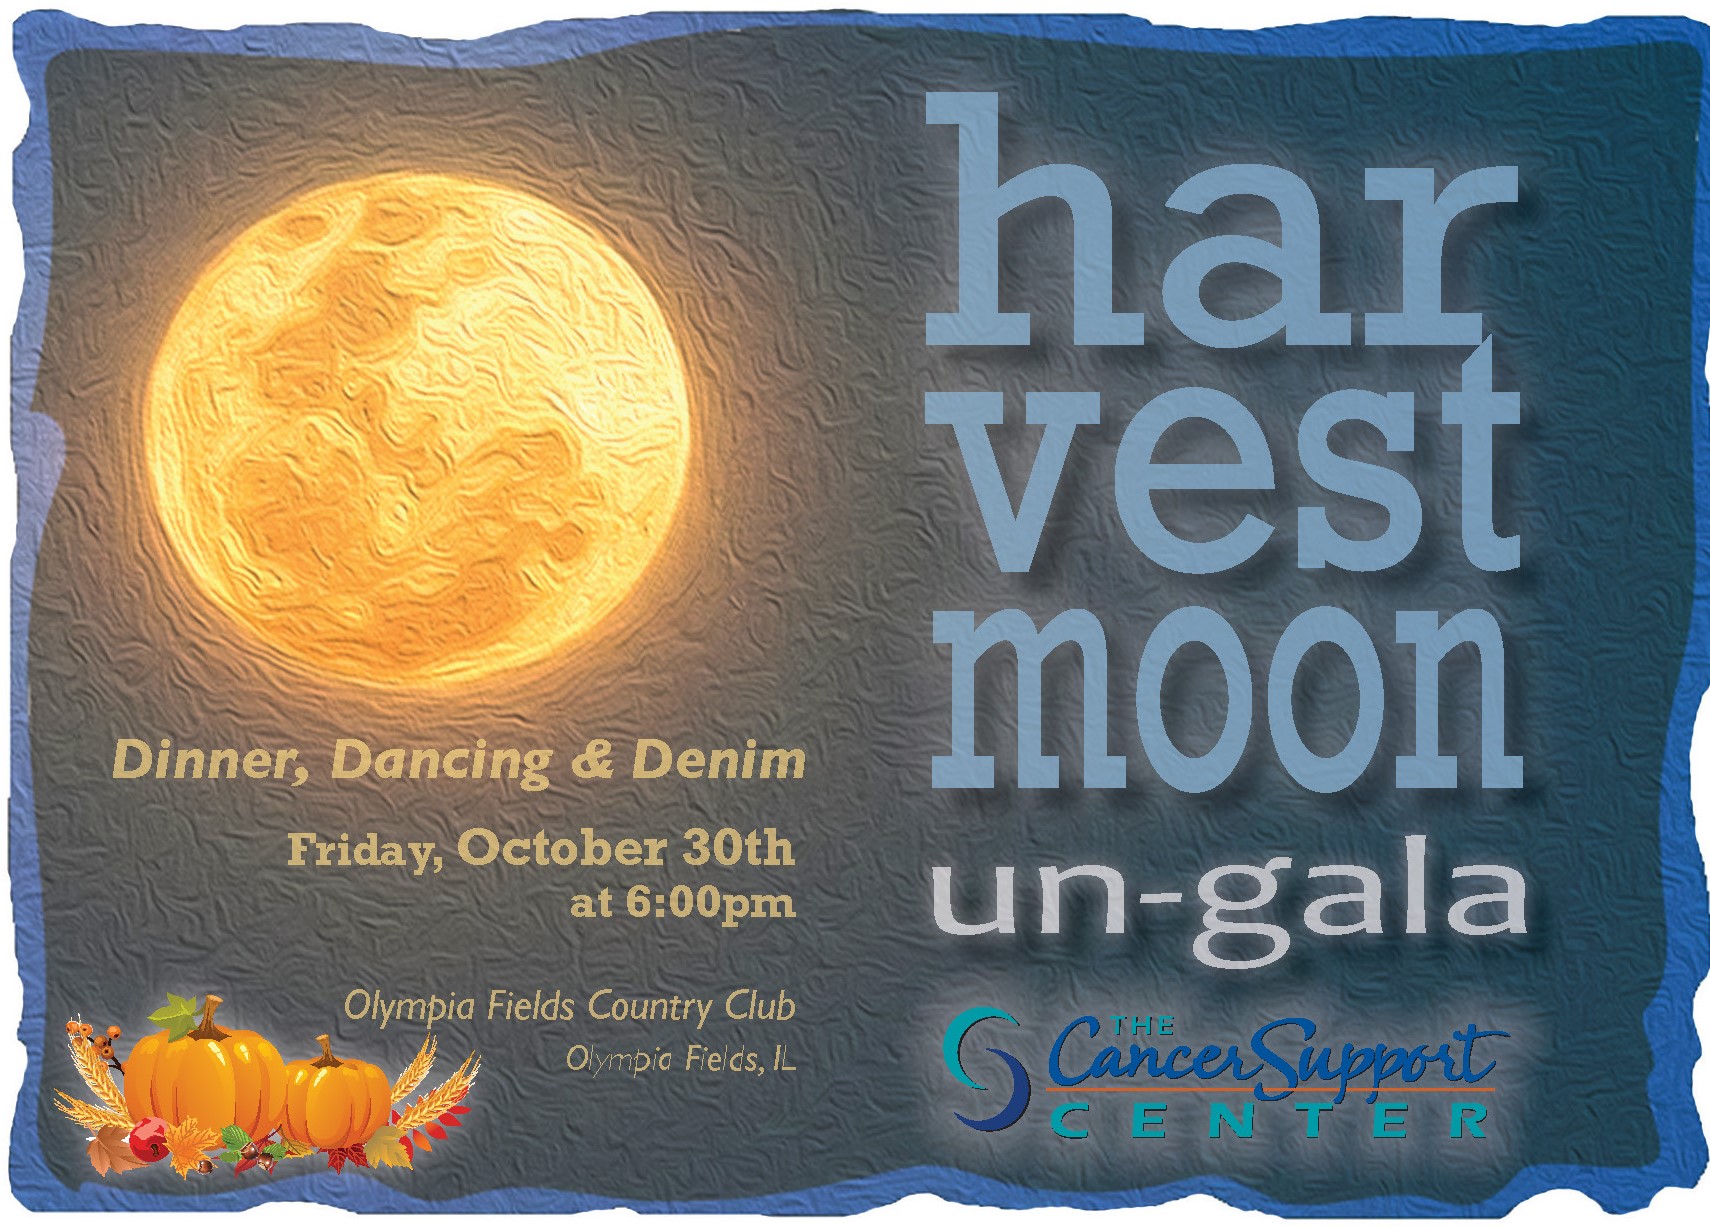 har
vest
moon
un-gala
Dinner, Dancing & Denim
Friday, October 30th
at 6:00pm
Olympia Fields Country Club
Olympia Fields, IL
THE
Cancer Support
CENTER